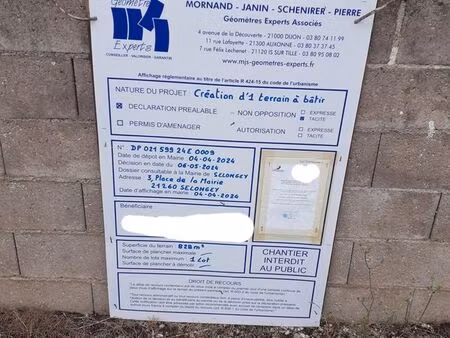 Géomètres
Experts
CONSEILLER - VALORISER - GARANTIR
MORNAND - JANIN - SCHENIRER - PIERRE
Géomètres Experts Associés
4 avenue de la Découverte - 21000 DIJON - 03 80 74 11 99
11 rue Lafayette - 21300 AUXONNE - 03 80 37 37 45
7 rue Félix Lechenet - 21120 IS SUR TILLE - 03 80 95 08 02
www.mjs-geometres-experts.fr
Affichage réglementaire au titre de l'article R 424-15 du code de l'urbanisme
NATURE DU PROJET : Création d'1 terrain à bâtir
DECLARATION PREALABLE
NON OPPOSITION
EXPRESSE
TACITE
PERMIS D'AMENAGER
AUTORISATION
EXPRESSE
TACITE
N° DP 021 599 24E 0009
Date de dépôt en Mairie : 04-04-2024
Décision en date du : 06-05-2024
Dossier consultable à la Mairie de SELONGEY
Adresse : 3, Place de la Mairie
21260 SELONGEY
Date d'affichage en mairie : 04-04-2024
Bénéficiaire
Superficie du terrain : 828 m²
Surface de plancher maximale :
Nombre de lots maximum : 1 Lot
Surface de plancher à démolir :
CHANTIER
INTERDIT
AU PUBLIC
DROIT DE RECOURS